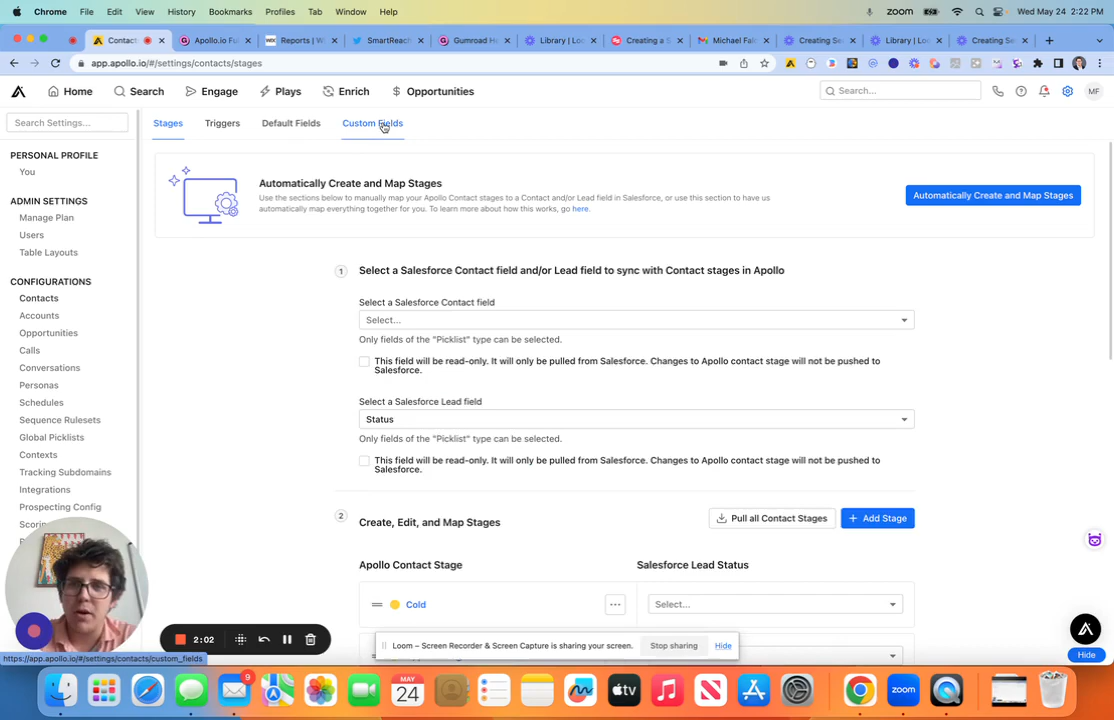 Chrome File Edit View History Bookmarks Profiles Tab Window Help zoom Wed May 24 2:22 PM
Contact Apollo.io Fu Reports | W SmartReach Gumroad He Library | Loo Creating a S Michael Fal Creating Se Library | Loo Creating Se
app.apollo.io/#/settings/contacts/stages
Home Search Engage Plays Enrich $ Opportunities Search... MF
Search Settings...
Stages Triggers Default Fields Custom Fields
PERSONAL PROFILE
You
ADMIN SETTINGS
Manage Plan
Users
Table Layouts
CONFIGURATIONS
Contacts
Accounts
Opportunities
Calls
Conversations
Personas
Schedules
Sequence Rulesets
Global Picklists
Contexts
Tracking Subdomains
Integrations
Prospecting Config
Automatically Create and Map Stages
Use the sections below to manually map your Apollo Contact stages to a Contact and/or Lead field in Salesforce, or use this section to have us
automatically map everything together for you. To learn more about how this works, go here.
Automatically Create and Map Stages
1 Select a Salesforce Contact field and/or Lead field to sync with Contact stages in Apollo
Select a Salesforce Contact field
Select...
Only fields of the "Picklist" type can be selected.
This field will be read-only. It will only be pulled from Salesforce. Changes to Apollo contact stage will not be pushed to
Salesforce.
Select a Salesforce Lead field
Status
Only fields of the "Picklist" type can be selected.
This field will be read-only. It will only be pulled from Salesforce. Changes to Apollo contact stage will not be pushed to
Salesforce.
2 Create, Edit, and Map Stages
Pull all Contact Stages
+ Add Stage
Apollo Contact Stage Salesforce Lead Status
Cold ... Select...
2:02
Loom – Screen Recorder & Screen Capture is sharing your screen. Stop sharing Hide
Hide
https://app.apollo.io/#/settings/contacts/custom_fields
9
MAY
24
tv
zoom